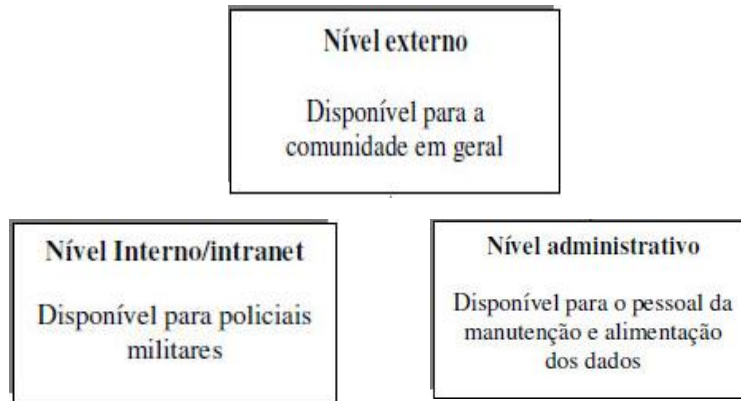 Nível externo
Disponível para a
comunidade em geral
Nível Interno/intranet
Disponível para policiais
militares
Nível administrativo
Disponível para o pessoal da
manutenção e alimentação
dos dados